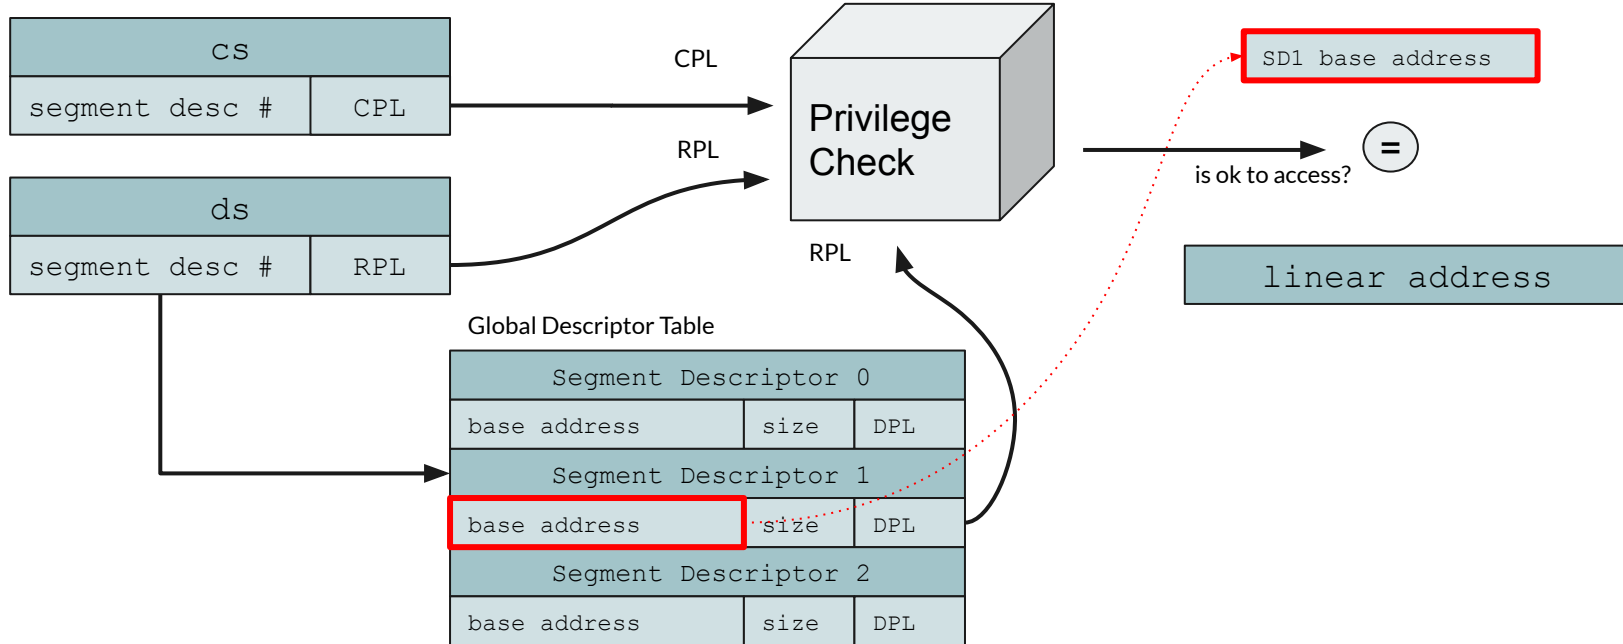 cs
segment desc #
CPL
CPL
Privilege
Check
SD1 base address
=
is ok to access?
RPL
ds
segment desc #
RPL
RPL
linear address
Global Descriptor Table
Segment Descriptor 0
base address
size
DPL
Segment Descriptor 1
base address
size
DPL
Segment Descriptor 2
base address
size
DPL